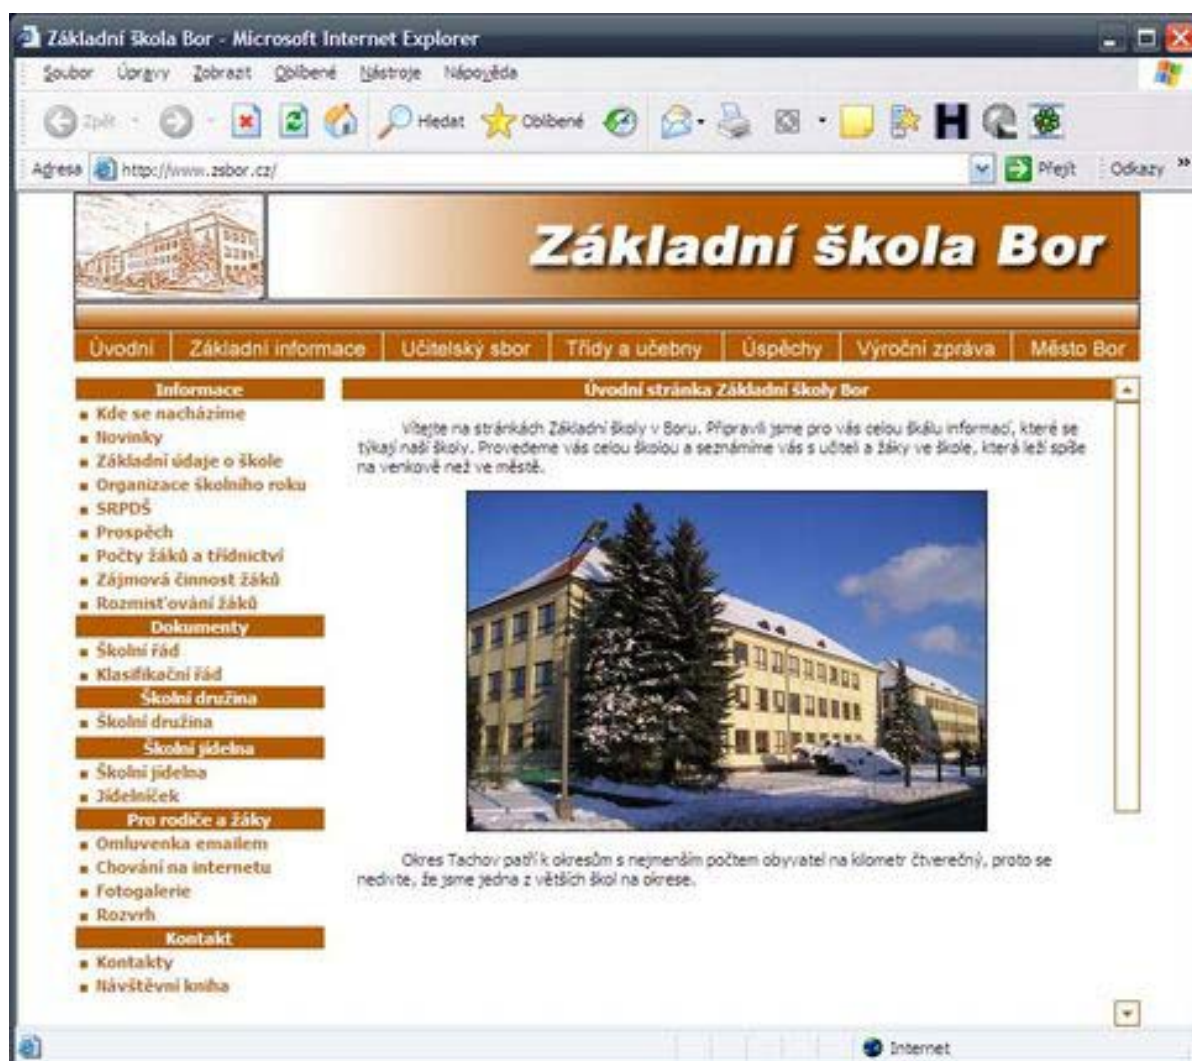 Základní škola Bor - Microsoft Internet Explorer
Soubor Úpravy Zobrazit Oblíbené Nástroje Nápověda
Zpět Hledat Oblíbené
Adresa http://www.zsbor.cz/ Přejít Odkazy »
Základní škola Bor
Úvodní Základní informace Učitelský sbor Třídy a učebny Úspěchy Výroční zpráva Město Bor
Informace
Kde se nacházíme
Novinky
Základní údaje o škole
Organizace školního roku
SRPDŠ
Prospěch
Počty žáků a třídnictví
Zájmová činnost žáků
Rozmisťování žáků
Dokumenty
Školní řád
Klasifikační řád
Školní družina
Školní družina
Školní jídelna
Školní jídelna
Jídelníček
Pro rodiče a žáky
Omluvenka emailem
Chování na internetu
Fotogalerie
Rozvrh
Kontakt
Kontakty
Návštěvní kniha
Úvodní stránka Základní školy Bor
Vítejte na stránkách Základní školy v Boru. Připravili jsme pro vás celou škálu informací, které se
týkají naší školy. Provedeme vás celou školou a seznámíme vás s učiteli a žáky ve škole, která leží spíše
na venkově než ve městě.
Okres Tachov patří k okresům s nejmenším počtem obyvatel na kilometr čtverečný, proto se
nedivte, že jsme jedna z větších škol na okrese.
Internet